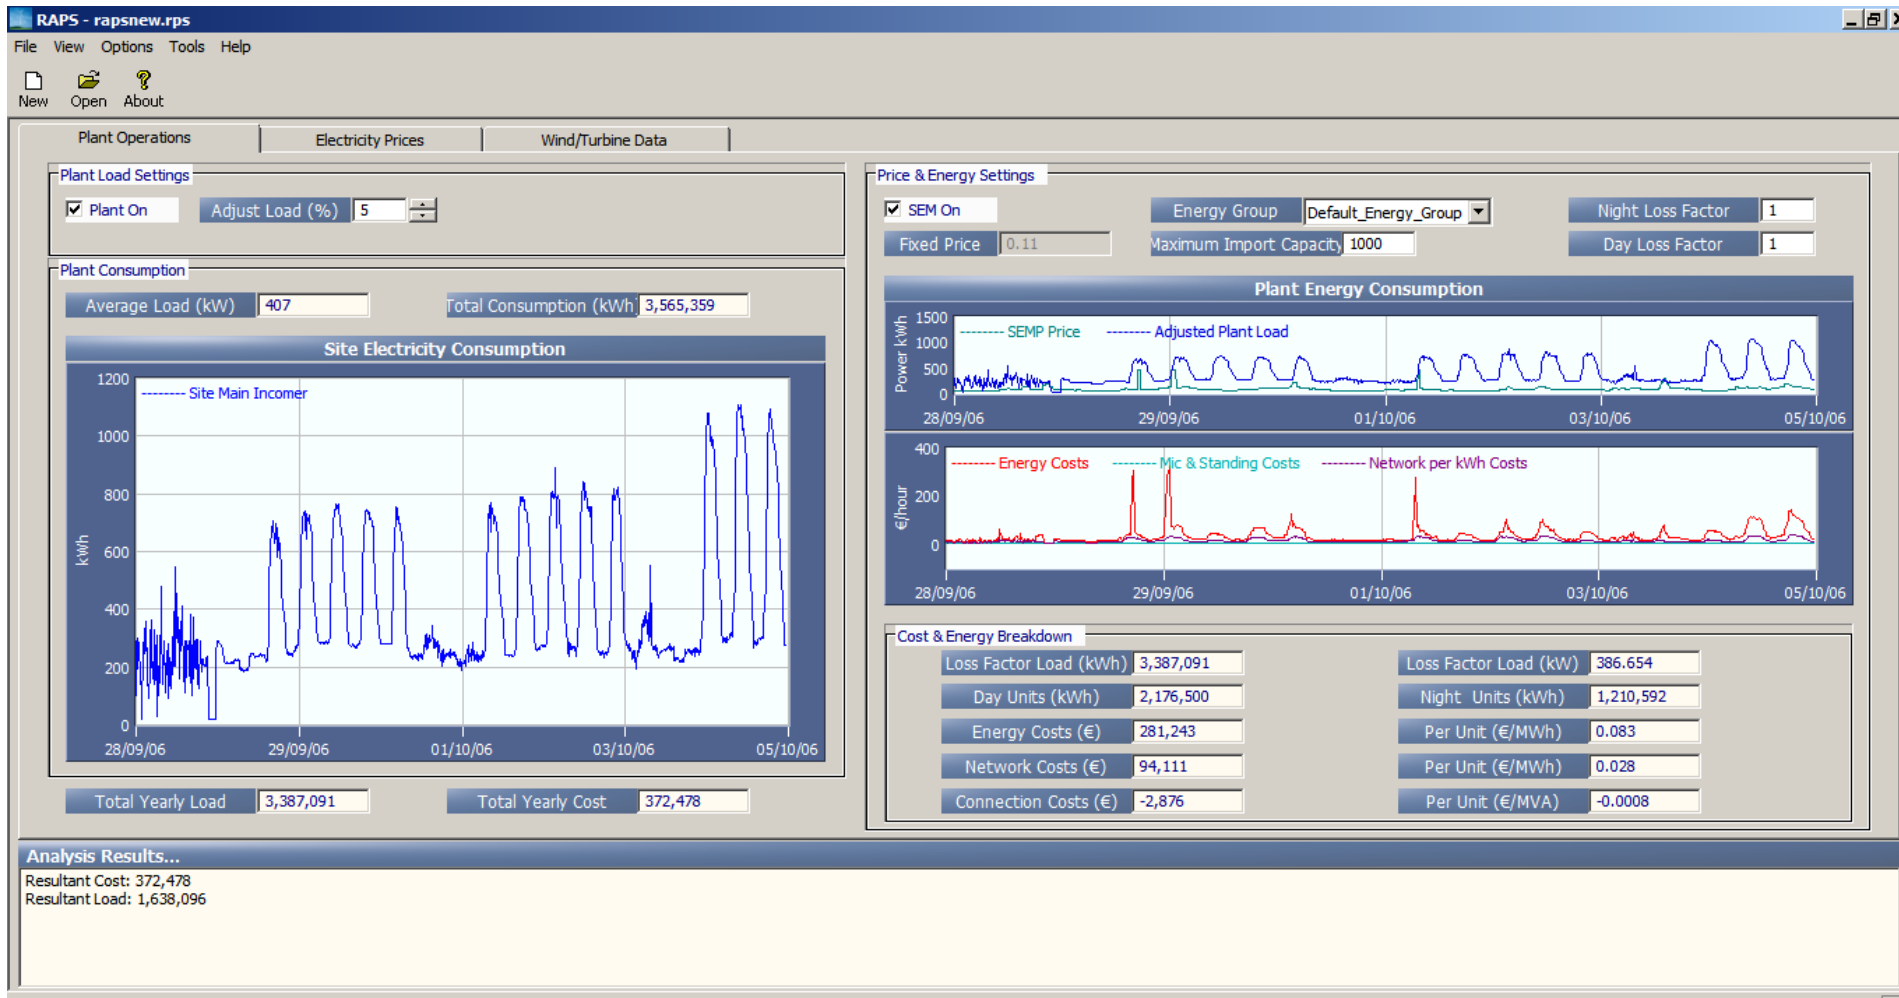 RAPS - rapsnew.rps
File View Options Tools Help
New Open About
Plant Operations Electricity Prices Wind/Turbine Data
Plant Load Settings
Plant On Adjust Load (%) 5
Plant Consumption
Average Load (kW) 407 Total Consumption (kWh) 3,565,359
Site Electricity Consumption
Site Main Incomer
kWh
1200
1000
800
600
400
200
0
28/09/06 29/09/06 01/10/06 03/10/06 05/10/06
Total Yearly Load 3,387,091 Total Yearly Cost 372,478
Price & Energy Settings
SEM On Energy Group Default_Energy_Group Night Loss Factor 1
Fixed Price 0.11 Maximum Import Capacity 1000 Day Loss Factor 1
Plant Energy Consumption
SEMP Price Adjusted Plant Load
Power kWh
1500
1000
500
0
28/09/06 29/09/06 01/10/06 03/10/06 05/10/06
Energy Costs Mic & Standing Costs Network per kWh Costs
€/hour
400
200
0
28/09/06 29/09/06 01/10/06 03/10/06 05/10/06
Cost & Energy Breakdown
Loss Factor Load (kWh) 3,387,091 Loss Factor Load (kW) 386.654
Day Units (kWh) 2,176,500 Night Units (kWh) 1,210,592
Energy Costs (€) 281,243 Per Unit (€/MWh) 0.083
Network Costs (€) 94,111 Per Unit (€/MWh) 0.028
Connection Costs (€) -2,876 Per Unit (€/MVA) -0.0008
Analysis Results...
Resultant Cost: 372,478
Resultant Load: 1,638,096